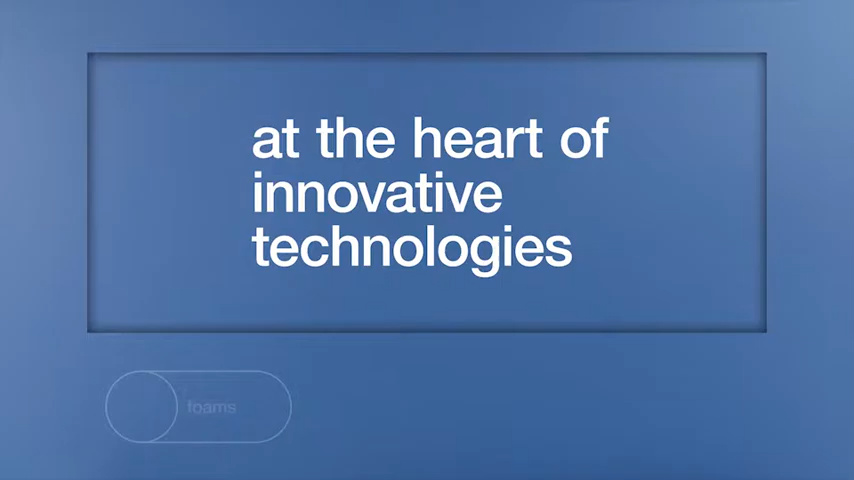 at the heart of
innovative
technologies
foams